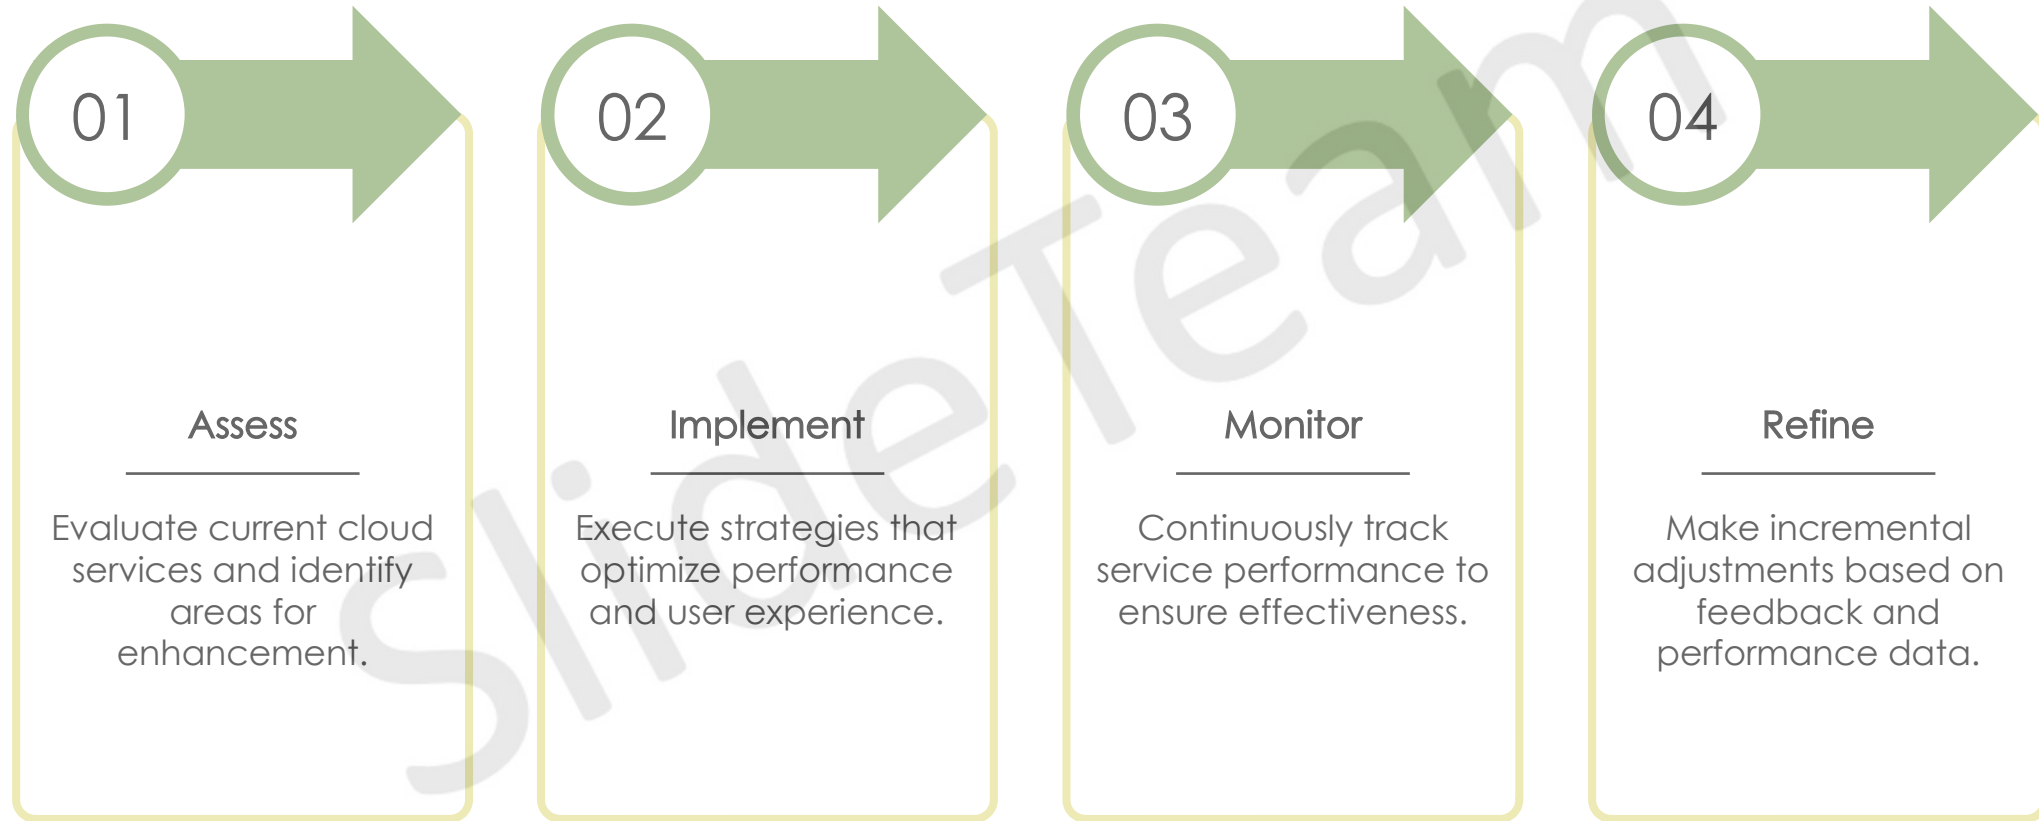 01
Assess
Evaluate current cloud
services and identify
areas for
enhancement.
02
Implement
Execute strategies that
optimize performance
and user experience.
03
Monitor
Continuously track
service performance to
ensure effectiveness.
04
Refine
Make incremental
adjustments based on
feedback and
performance data.
SlideTeam